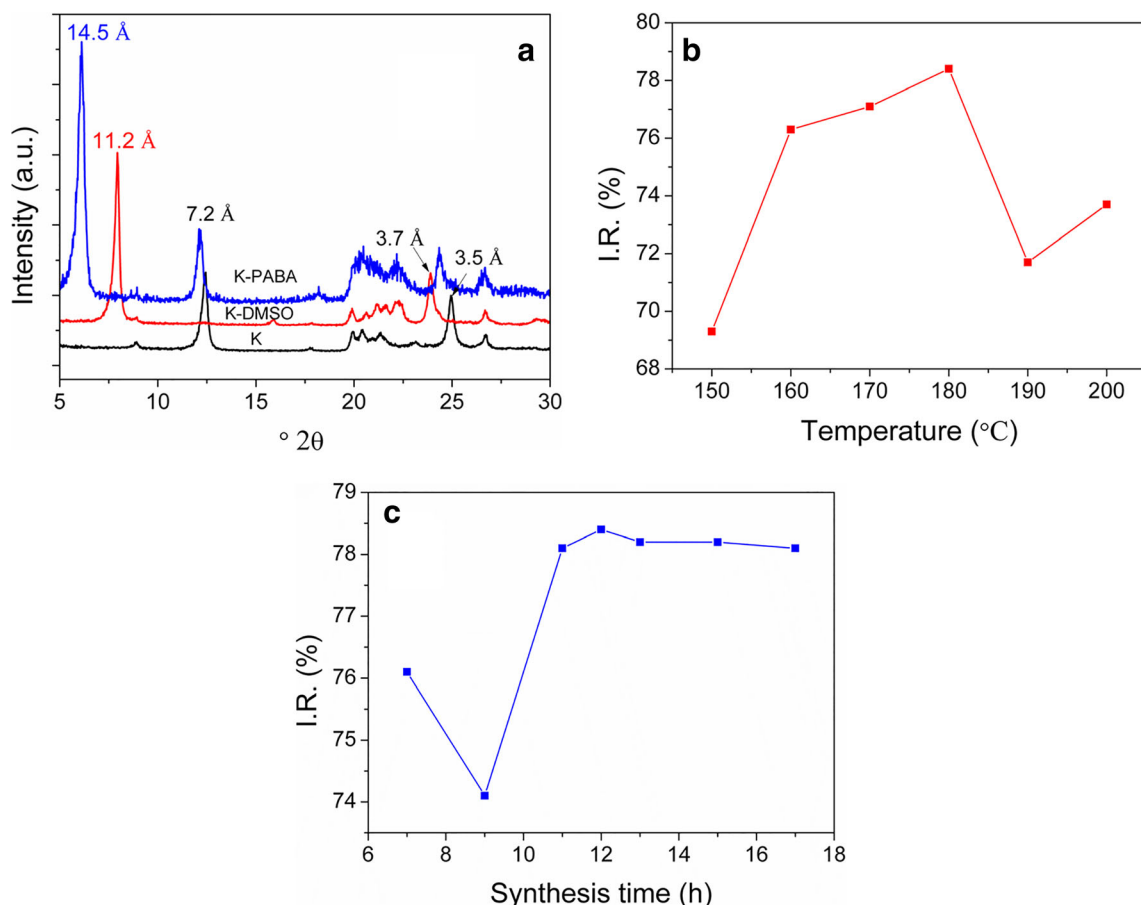 a
14.5 Å
11.2 Å
7.2 Å
3.7 Å
3.5 Å
K-PABA
K-DMSO
K
Intensity (a.u.)
5 10 15 20 25 30
° 2θ
b
80
78
76
74
72
70
68
I.R. (%)
150 160 170 180 190 200
Temperature (°C)
c
79
78
77
76
75
74
I.R. (%)
6 8 10 12 14 16 18
Synthesis time (h)